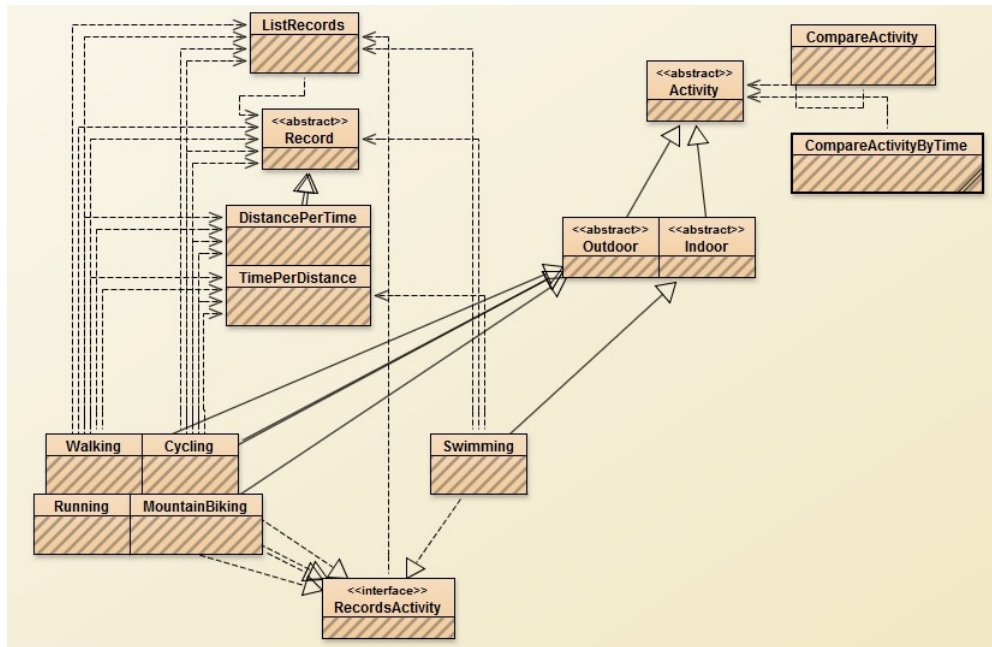 ListRecords
<<abstract>>
Record
DistancePerTime
TimePerDistance
<<abstract>>
Activity
CompareActivity
CompareActivityByTime
<<abstract>>
Outdoor
<<abstract>>
Indoor
Walking
Cycling
Running
MountainBiking
Swimming
<<interface>>
RecordsActivity